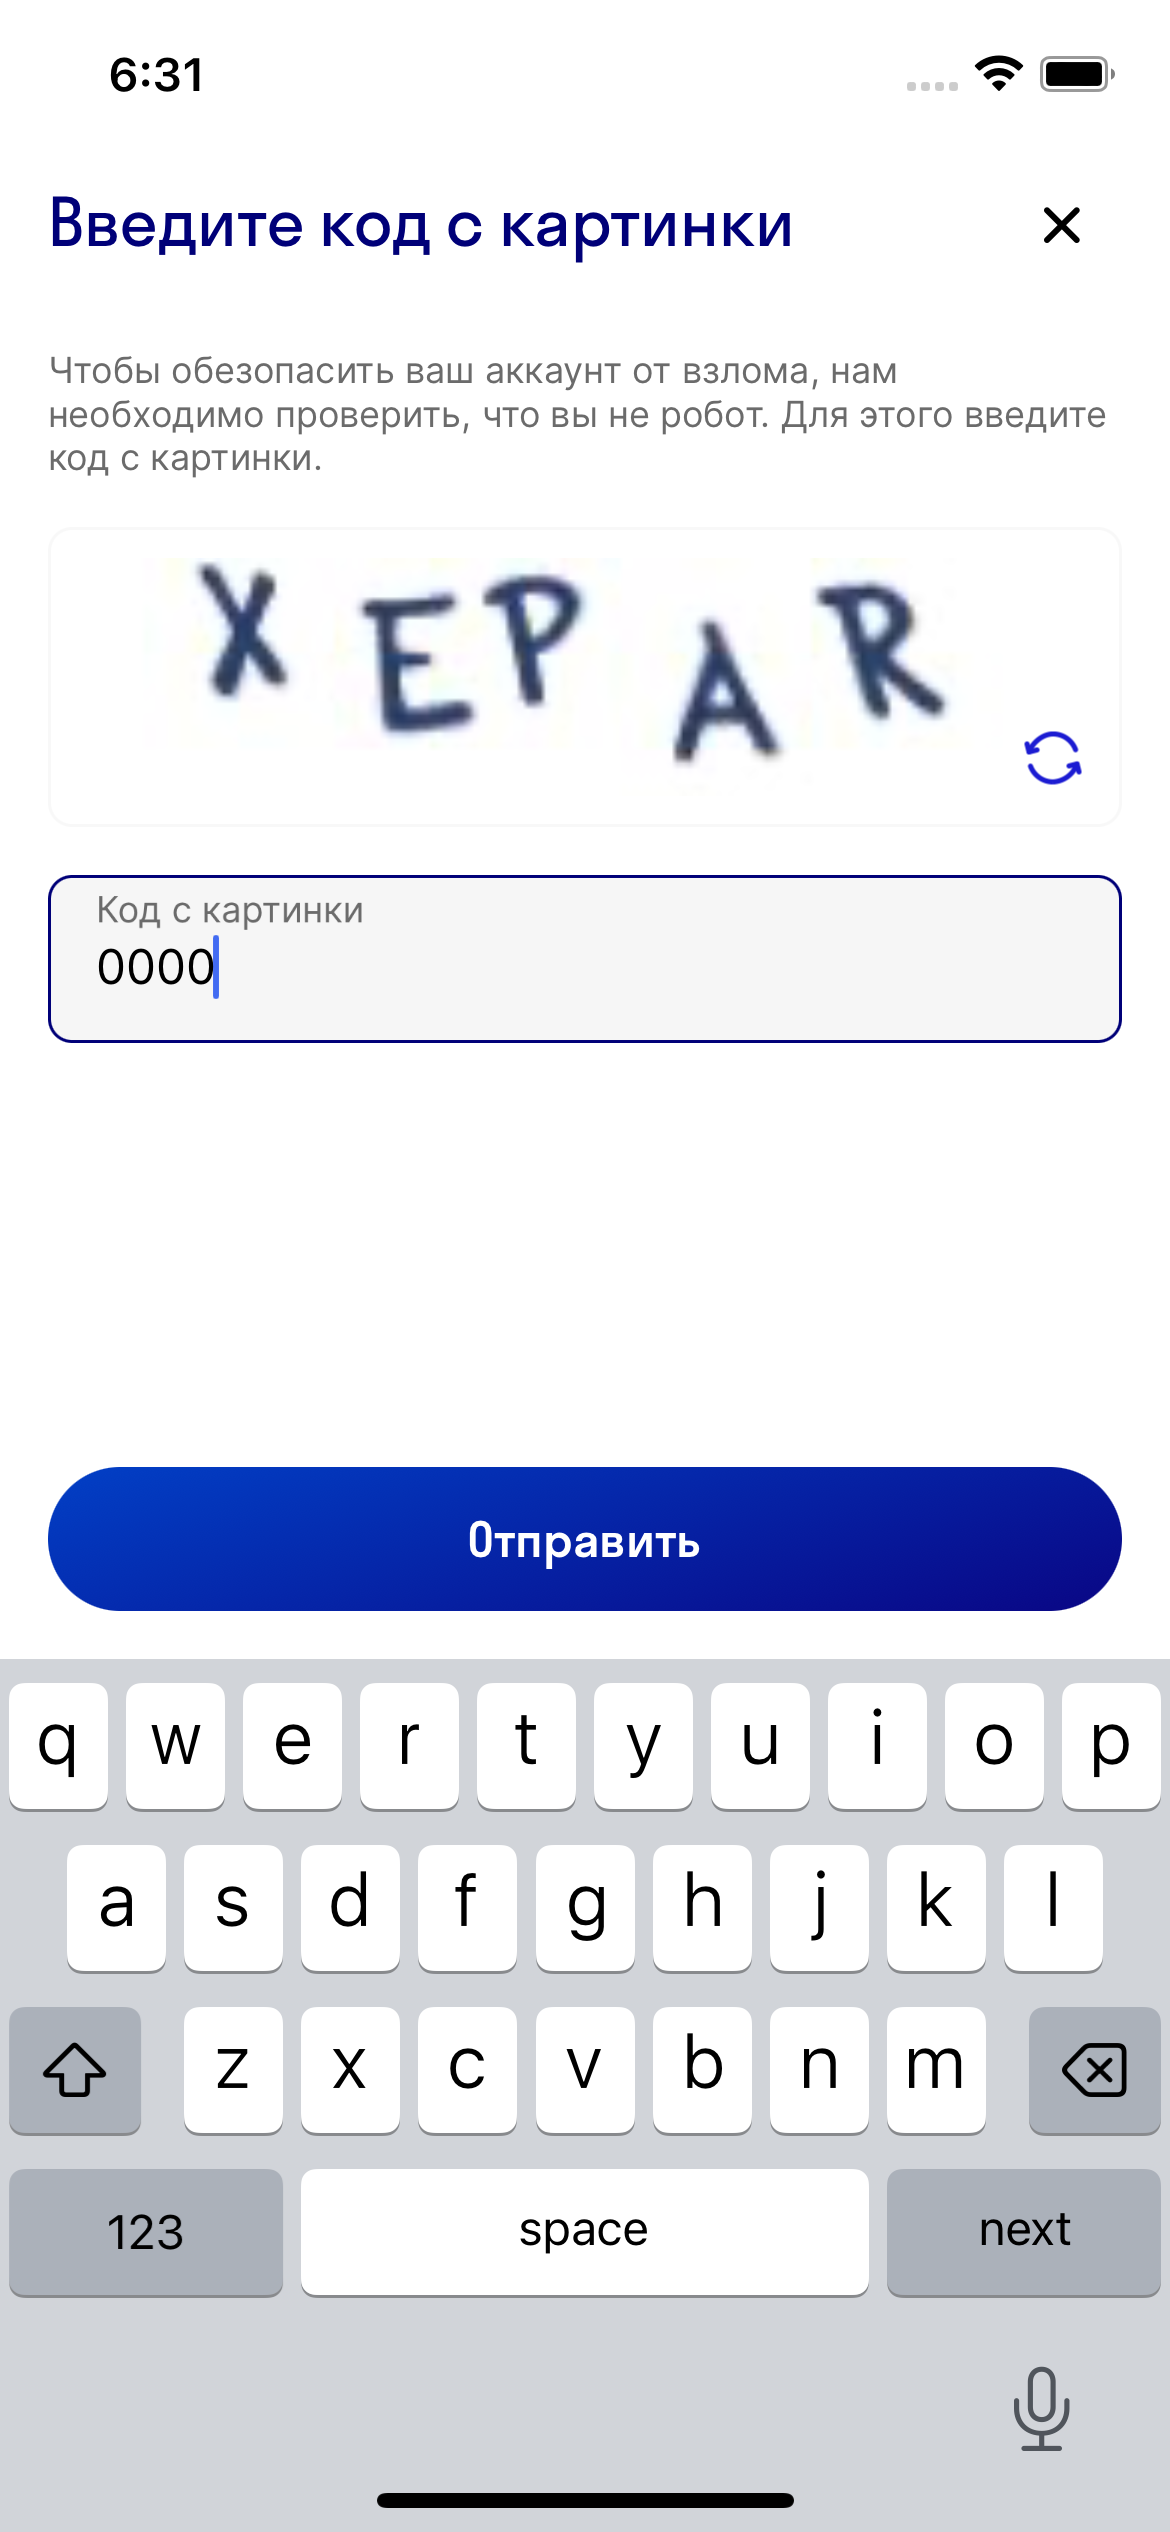 6:31
Введите код с картинки
Чтобы обезопасить ваш аккаунт от взлома, нам
необходимо проверить, что вы не робот. Для этого введите
код с картинки.
XEPAR
Код с картинки
0000
Отправить
q w e r t y u i o p
a s d f g h j k l
z x c v b n m
123 space next